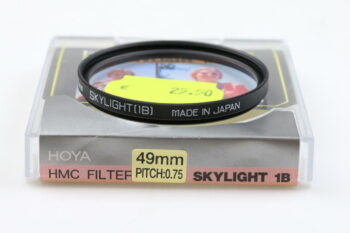 SKYLIGHT(1B) MADE IN JAPAN
€ 22.50
HOYA
49mm
HMC FILTER PITCH:0.75 SKYLIGHT 1B